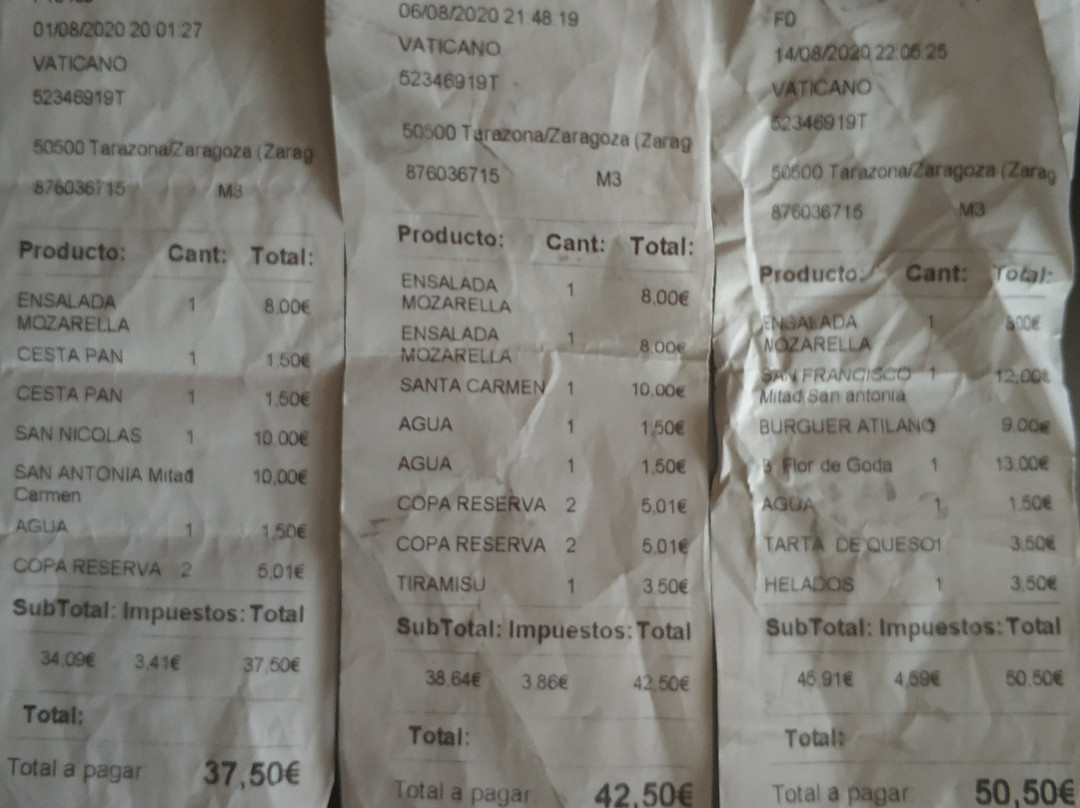 01/08/2020 20:01:27
VATICANO
52346919T
50500 Tarazona/Zaragoza (Zarag
876036715 M3
Producto: Cant: Total:
ENSALADA 1 8,00€
MOZARELLA
CESTA PAN 1 1,50€
CESTA PAN 1 1,50€
SAN NICOLAS 1 10,00€
SAN ANTONIA Mitad 10,00€
Carmen
AGUA 1 1,50€
COPA RESERVA 2 5,01€
SubTotal: Impuestos: Total
34,09€ 3,41€ 37,50€
Total:
Total a pagar 37,50€
06/08/2020 21:48:19
VATICANO
52346919T
50500 Tarazona/Zaragoza (Zarag
876036715 M3
Producto: Cant: Total:
ENSALADA 1 8,00€
MOZARELLA
ENSALADA 1 8,00€
MOZARELLA
SANTA CARMEN 1 10,00€
AGUA 1 1,50€
AGUA 1 1,50€
COPA RESERVA 2 5,01€
COPA RESERVA 2 5,01€
TIRAMISU 1 3,50€
SubTotal: Impuestos: Total
38,64€ 3,86€ 42,50€
Total:
Total a pagar 42,50€
FD
14/08/2020 22:06:25
VATICANO
52346919T
50500 Tarazona/Zaragoza (Zarag
876036715 M3
Producto: Cant: Total:
ENSALADA 1 8,00€
MOZARELLA
SAN FRANCISCO 1 12,00€
Mitad San antonia
BURGUER ATILANO 9,00€
B Flor de Goda 1 13,00€
AGUA 1 1,50€
TARTA DE QUESO1 3,50€
HELADOS 1 3,50€
SubTotal: Impuestos: Total
45,91€ 4,59€ 50,50€
Total:
Total a pagar 50,50€